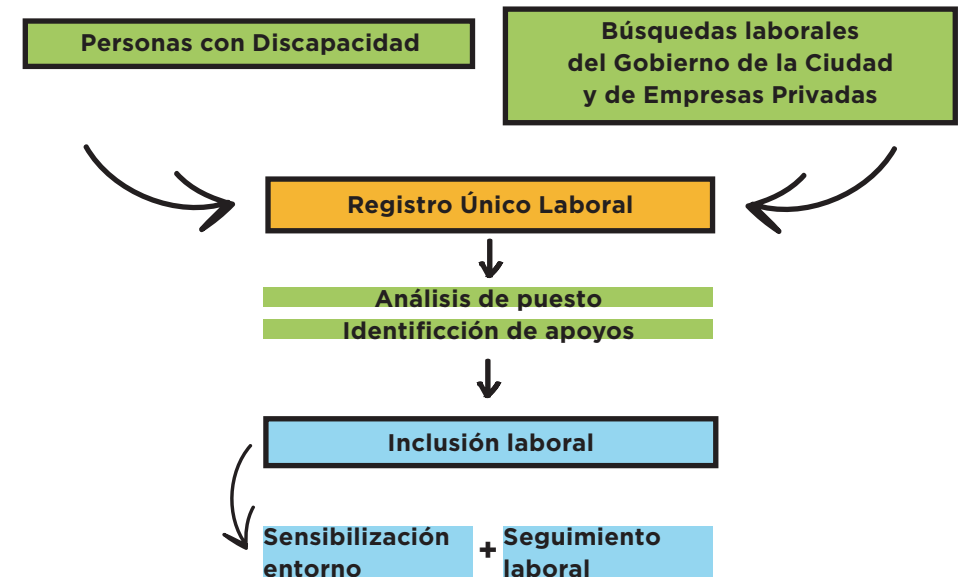 Personas con Discapacidad
Búsquedas laborales
del Gobierno de la Ciudad
y de Empresas Privadas
Registro Único Laboral
Análisis de puesto
Identificción de apoyos
Inclusión laboral
Sensibilización
entorno
+
Seguimiento
laboral